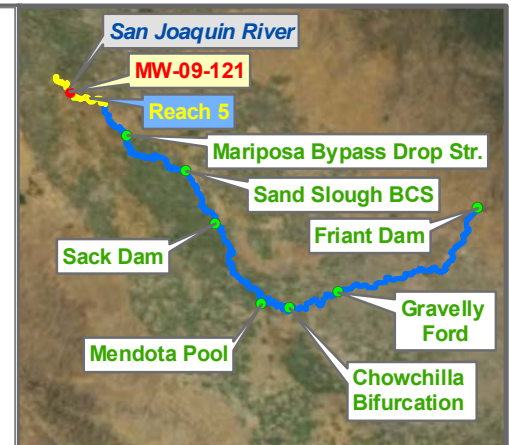 San Joaquin River
MW-09-121
Reach 5
Mariposa Bypass Drop Str.
Sand Slough BCS
Friant Dam
Sack Dam
Gravelly
Ford
Mendota Pool
Chowchilla
Bifurcation